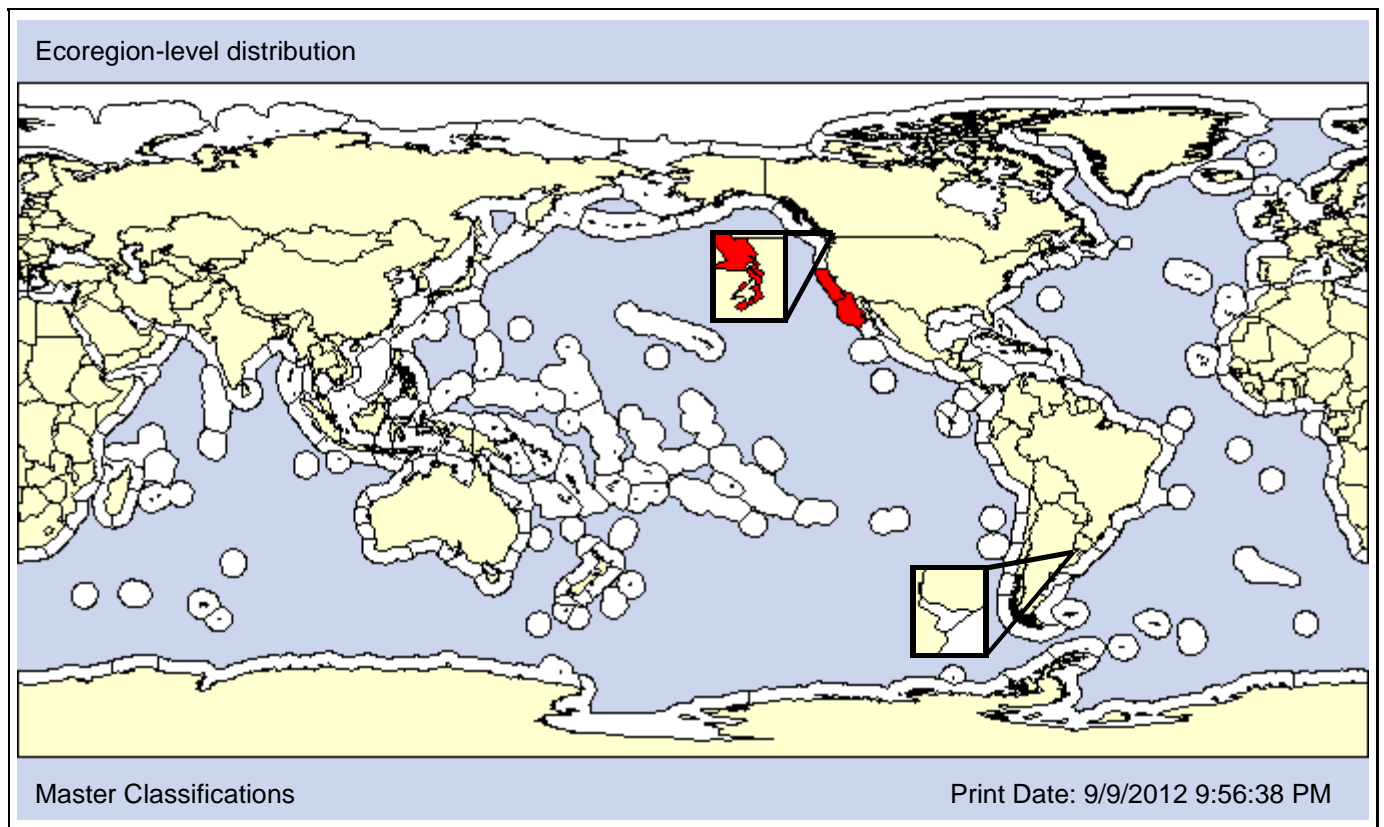 Ecoregion-level distribution
Master Classifications
Print Date: 9/9/2012 9:56:38 PM